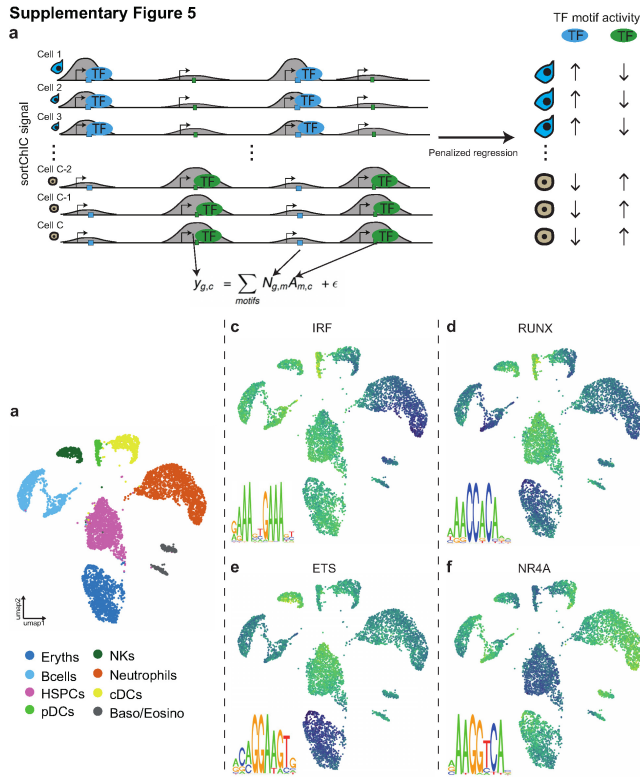 Supplementary Figure 5
a
TF motif activity
TF TF
sortChIC signal
Cell 1
TF TF
Cell 2
TF TF
Cell 3
TF TF
Penalized regression
Cell C-2
TF TF
Cell C-1
TF TF
Cell C
TF TF
y_{g,c} = ∑_{motifs} N_{g,m} A_{m,c} + ϵ
c IRF
d RUNX
a
umap2
umap1
Eryths
Bcells
HSPCs
pDCs
NKs
Neutrophils
cDCs
Baso/Eosino
e ETS
f NR4A